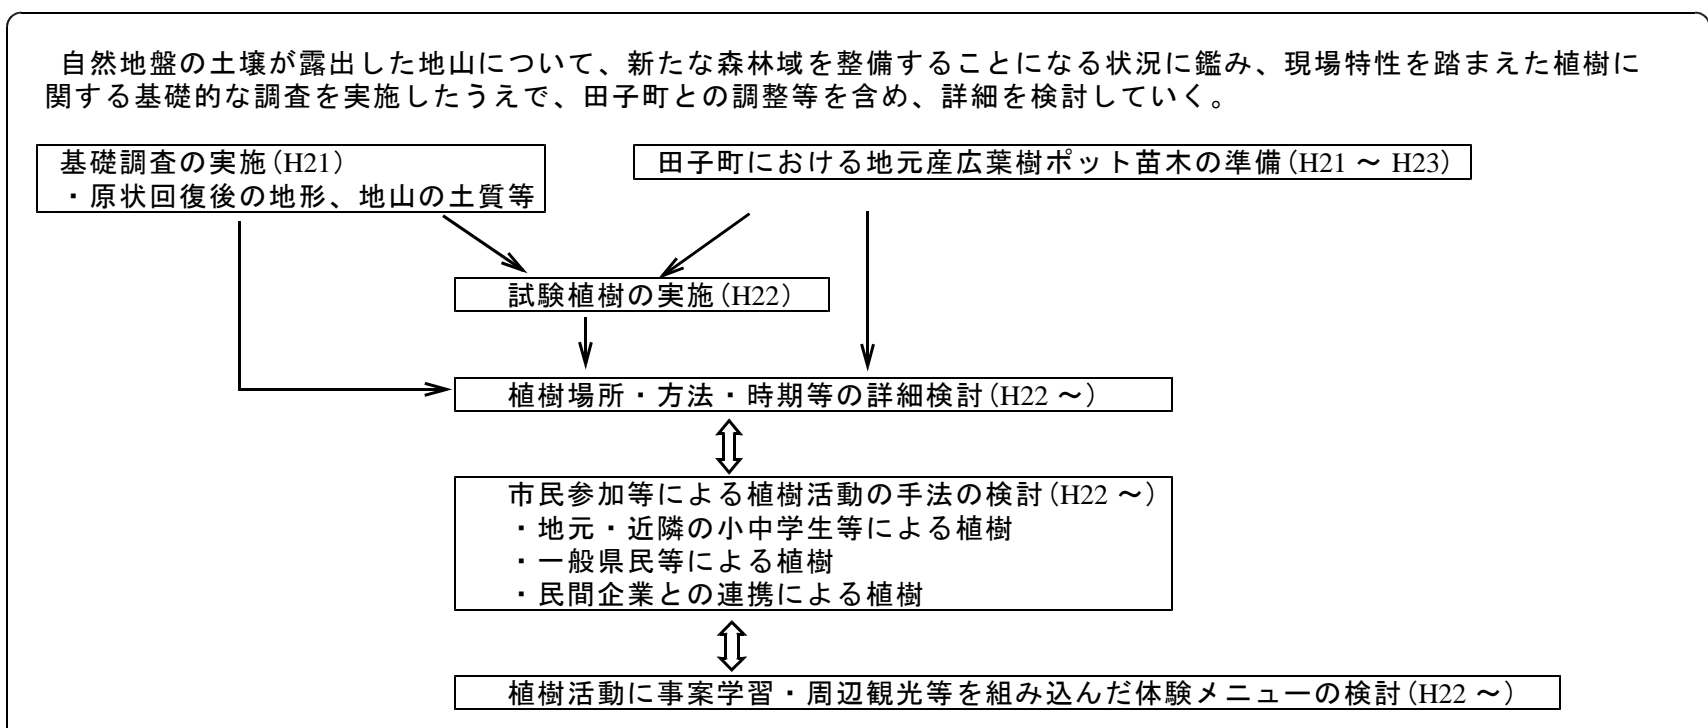 自然地盤の土壌が露出した地山について、新たな森林域を整備することになる状況に鑑み、現場特性を踏まえた植樹に
関する基礎的な調査を実施したうえで、田子町との調整等を含め、詳細を検討していく。
基礎調査の実施(H21)
・原状回復後の地形、地山の土質等
田子町における地元産広葉樹ポット苗木の準備(H21 ～ H23)
試験植樹の実施(H22)
植樹場所・方法・時期等の詳細検討(H22 ～)
市民参加等による植樹活動の手法の検討(H22 ～)
・地元・近隣の小中学生等による植樹
・一般県民等による植樹
・民間企業との連携による植樹
植樹活動に事案学習・周辺観光等を組み込んだ体験メニューの検討(H22 ～)